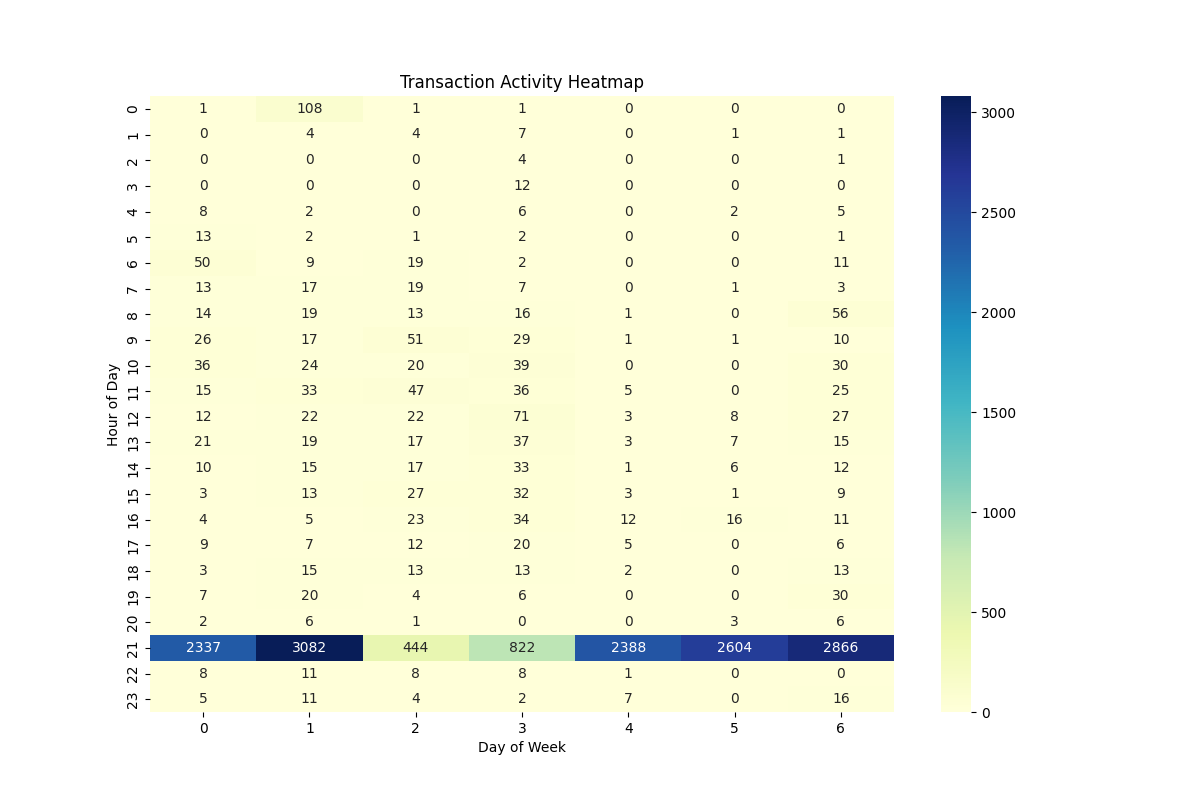 Transaction Activity Heatmap
0 1 108 1 1 0 0 0
1 0 4 4 7 0 1 1
2 0 0 0 4 0 0 1
3 0 0 0 12 0 0 0
4 8 2 0 6 0 2 5
5 13 2 1 2 0 0 1
6 50 9 19 2 0 0 11
7 13 17 19 7 0 1 3
8 14 19 13 16 1 0 56
9 26 17 51 29 1 1 10
10 36 24 20 39 0 0 30
11 15 33 47 36 5 0 25
12 12 22 22 71 3 8 27
13 21 19 17 37 3 7 15
14 10 15 17 33 1 6 12
15 3 13 27 32 3 1 9
16 4 5 23 34 12 16 11
17 9 7 12 20 5 0 6
18 3 15 13 13 2 0 13
19 7 20 4 6 0 0 30
20 2 6 1 0 0 3 6
21 2337 3082 444 822 2388 2604 2866
22 8 11 8 8 1 0 0
23 5 11 4 2 7 0 16
0 1 2 3 4 5 6
Day of Week
Hour of Day
3000
2500
2000
1500
1000
500
0